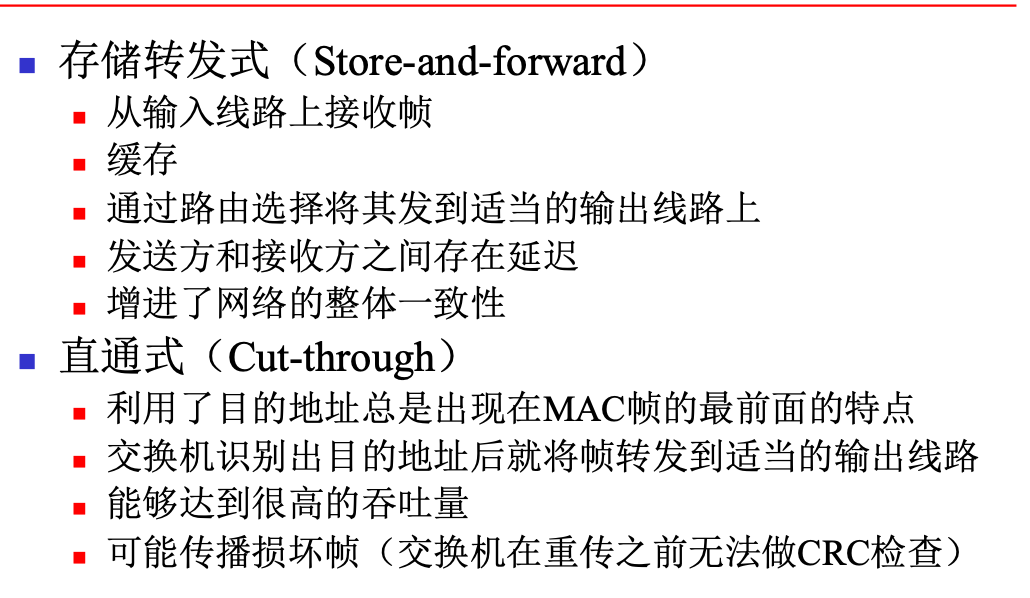 存储转发式（Store-and-forward）
从输入线路上接收帧
缓存
通过路由选择将其发到适当的输出线路上
发送方和接收方之间存在延迟
增进了网络的整体一致性
直通式（Cut-through）
利用了目的地址总是出现在MAC帧的最前面的特点
交换机识别出目的地址后就将帧转发到适当的输出线路
能够达到很高的吞吐量
可能传播损坏帧（交换机在重传之前无法做CRC检查）